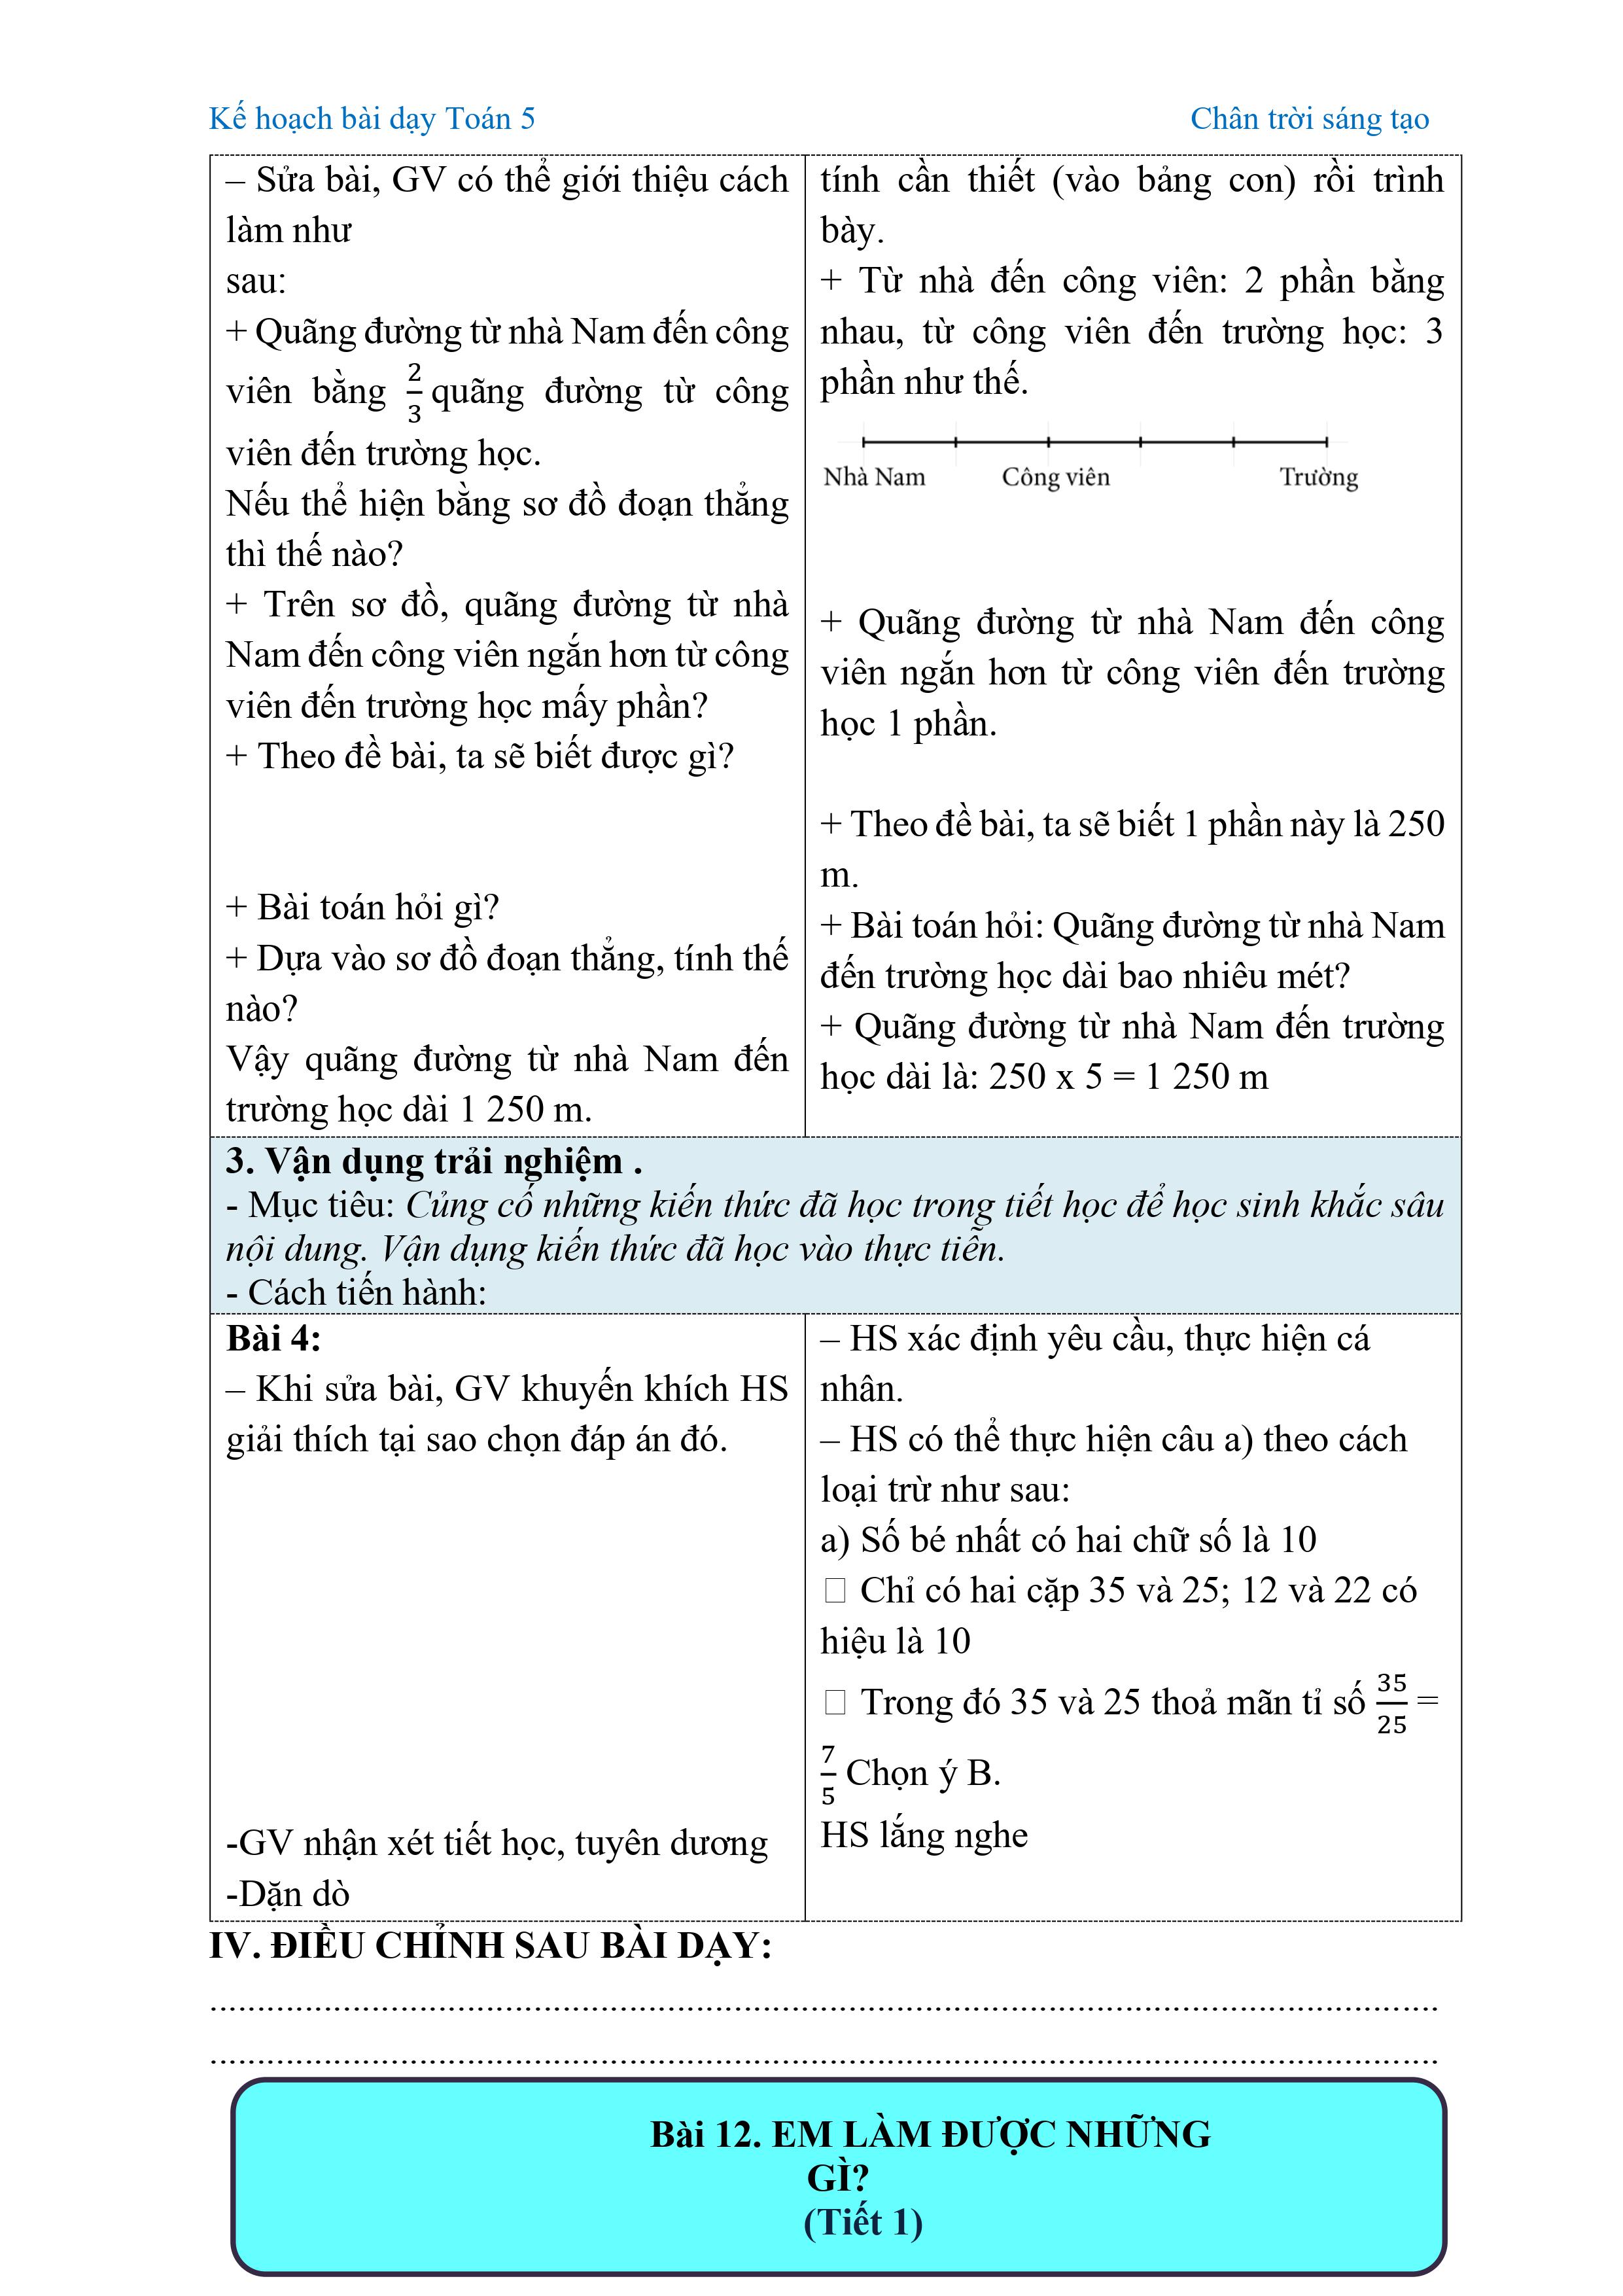 Kế hoạch bài dạy Toán 5 Chân trời sáng tạo
– Sửa bài, GV có thể giới thiệu cách
làm như
sau:
+ Quãng đường từ nhà Nam đến công
viên bằng 2/3 quãng đường từ công
viên đến trường học.
Nếu thể hiện bằng sơ đồ đoạn thẳng
thì thế nào?
+ Trên sơ đồ, quãng đường từ nhà
Nam đến công viên ngắn hơn từ công
viên đến trường học mấy phần?
+ Theo đề bài, ta sẽ biết được gì?
+ Bài toán hỏi gì?
+ Dựa vào sơ đồ đoạn thẳng, tính thế
nào?
Vậy quãng đường từ nhà Nam đến
trường học dài 1 250 m.
tính cần thiết (vào bảng con) rồi trình
bày.
+ Từ nhà đến công viên: 2 phần bằng
nhau, từ công viên đến trường học: 3
phần như thế.
Nhà Nam Công viên Trường
+ Quãng đường từ nhà Nam đến công
viên ngắn hơn từ công viên đến trường
học 1 phần.
+ Theo đề bài, ta sẽ biết 1 phần này là 250
m.
+ Bài toán hỏi: Quãng đường từ nhà Nam
đến trường học dài bao nhiêu mét?
+ Quãng đường từ nhà Nam đến trường
học dài là: 250 x 5 = 1 250 m
3. Vận dụng trải nghiệm .
- Mục tiêu: Củng cố những kiến thức đã học trong tiết học để học sinh khắc sâu
nội dung. Vận dụng kiến thức đã học vào thực tiễn.
- Cách tiến hành:
Bài 4:
– Khi sửa bài, GV khuyến khích HS
giải thích tại sao chọn đáp án đó.
-GV nhận xét tiết học, tuyên dương
-Dặn dò
– HS xác định yêu cầu, thực hiện cá
nhân.
– HS có thể thực hiện câu a) theo cách
loại trừ như sau:
a) Số bé nhất có hai chữ số là 10
□ Chỉ có hai cặp 35 và 25; 12 và 22 có
hiệu là 10
□ Trong đó 35 và 25 thoả mãn tỉ số 35/25 =
7/5 Chọn ý B.
HS lắng nghe
IV. ĐIỀU CHỈNH SAU BÀI DẠY:
................................................................................
................................................................................
Bài 12. EM LÀM ĐƯỢC NHỮNG
GÌ?
(Tiết 1)